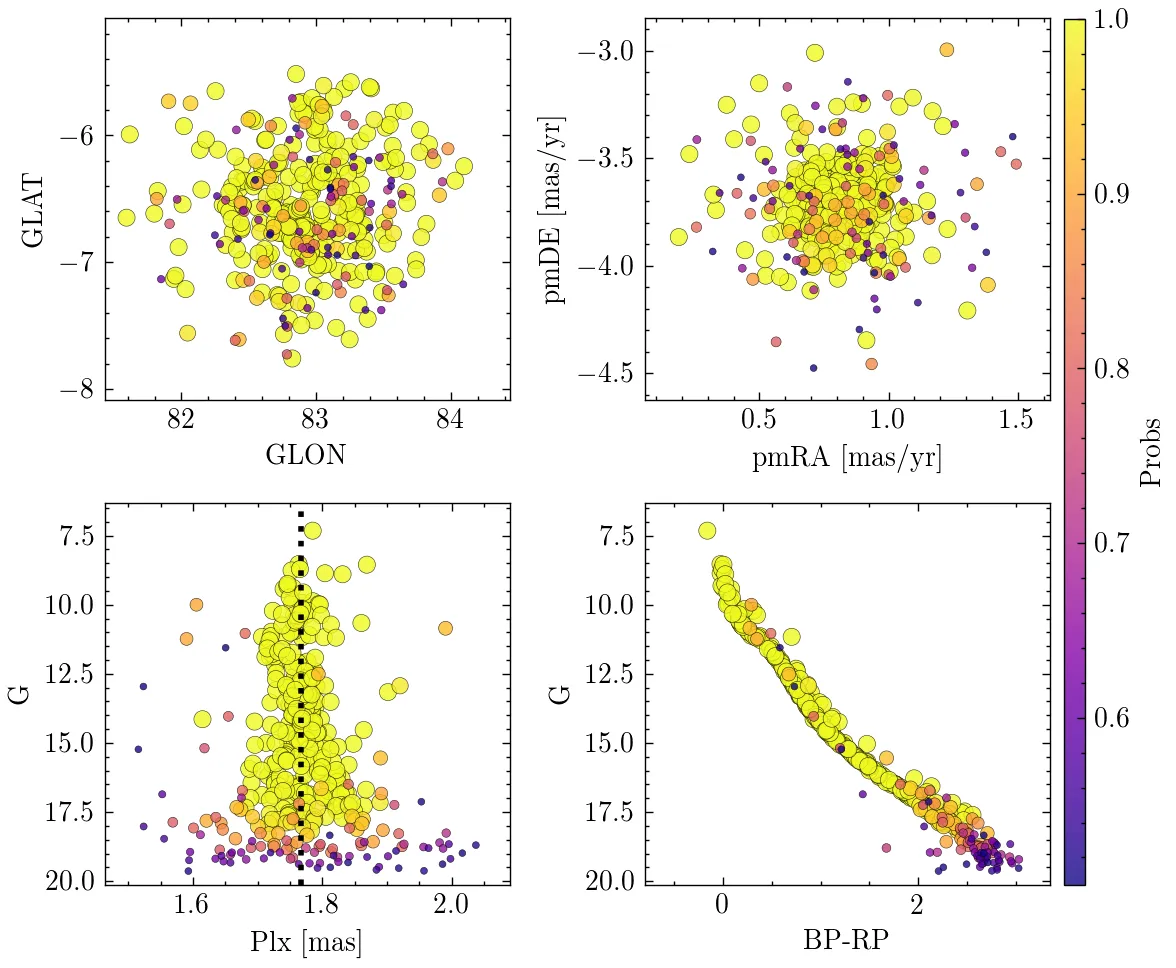 −6
−7
−8
GLAT
82 83 84
GLON
−3.0
−3.5
−4.0
−4.5
pmDE [mas/yr]
0.5 1.0 1.5
pmRA [mas/yr]
7.5
10.0
12.5
15.0
17.5
20.0
G
1.6 1.8 2.0
Plx [mas]
7.5
10.0
12.5
15.0
17.5
20.0
G
0 2
BP-RP
1.0
0.9
0.8
0.7
0.6
Probs